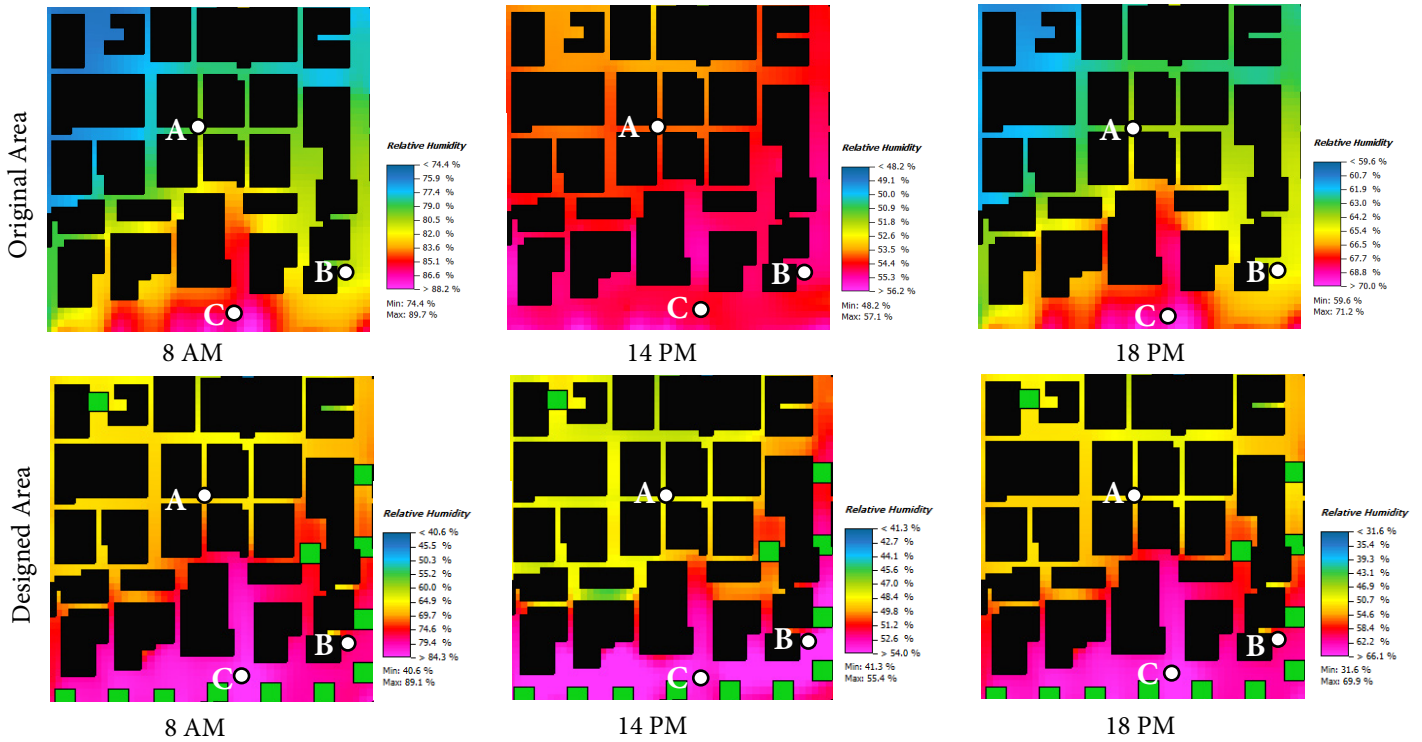 Original Area
A
B
C
Relative Humidity
< 74.4 %
75.9 %
77.4 %
79.0 %
80.5 %
82.0 %
83.6 %
85.1 %
86.6 %
> 88.2 %
Min: 74.4 %
Max: 89.7 %
8 AM
A
B
C
Relative Humidity
< 48.2 %
49.1 %
50.0 %
50.9 %
51.8 %
52.6 %
53.5 %
54.4 %
55.3 %
> 56.2 %
Min: 48.2 %
Max: 57.1 %
14 PM
A
B
C
Relative Humidity
< 59.6 %
60.7 %
61.9 %
63.0 %
64.2 %
65.4 %
66.5 %
67.7 %
68.8 %
> 70.0 %
Min: 59.6 %
Max: 71.2 %
18 PM
Designed Area
A
B
C
Relative Humidity
< 40.6 %
45.5 %
50.3 %
55.2 %
60.0 %
64.9 %
69.7 %
74.6 %
79.4 %
> 84.3 %
Min: 40.6 %
Max: 89.1 %
8 AM
A
B
C
Relative Humidity
< 41.3 %
42.7 %
44.1 %
45.6 %
47.0 %
48.4 %
49.8 %
51.2 %
52.6 %
> 54.0 %
Min: 41.3 %
Max: 55.4 %
14 PM
A
B
C
Relative Humidity
< 31.6 %
35.4 %
39.3 %
43.1 %
46.9 %
50.7 %
54.6 %
58.4 %
62.2 %
> 66.1 %
Min: 31.6 %
Max: 69.9 %
18 PM